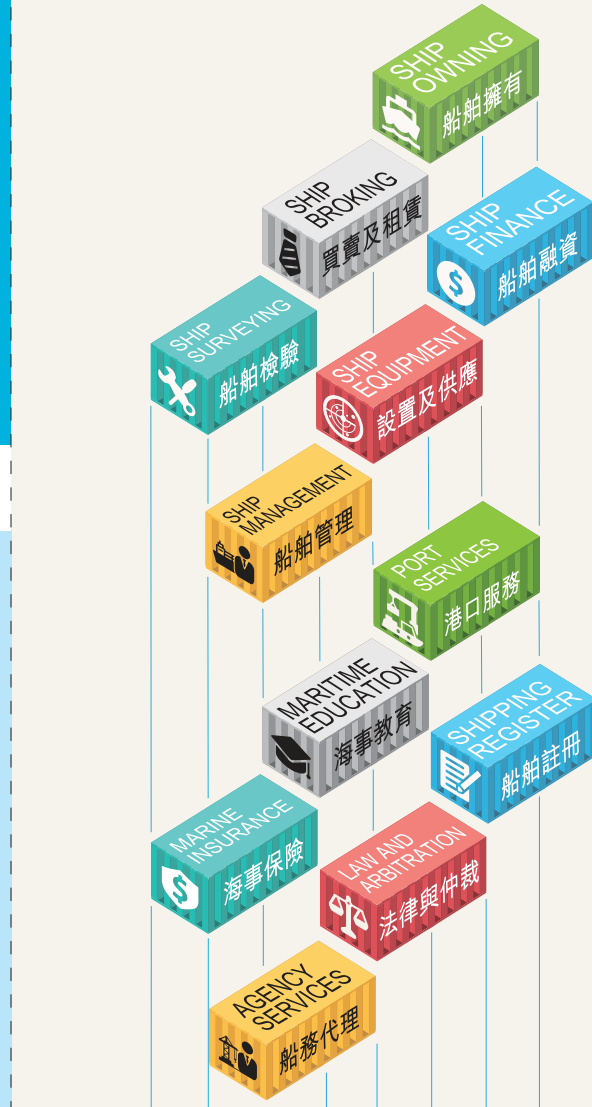 SHIP
OWNING
船舶擁有
SHIP
BROKING
買賣及租賃
SHIP
FINANCE
船舶融資
SHIP
SURVEYING
船舶檢驗
SHIP
EQUIPMENT
設置及供應
SHIP
MANAGEMENT
船舶管理
PORT
SERVICES
港口服務
MARITIME
EDUCATION
海事教育
SHIPPING
REGISTER
船舶註冊
MARINE
INSURANCE
海事保險
LAW AND
ARBITRATION
法律與仲裁
AGENCY
SERVICES
船務代理